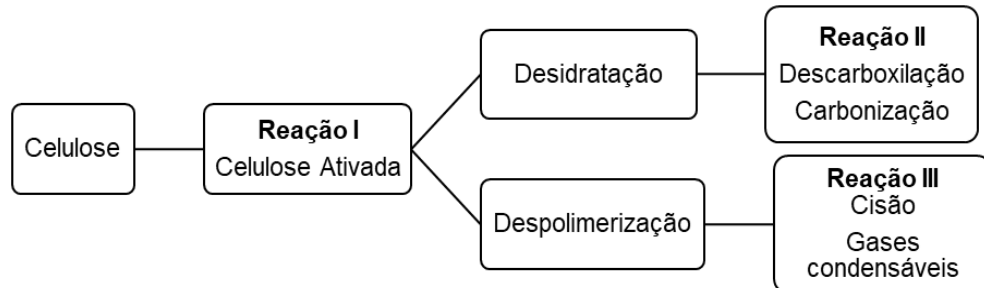 Celulose
Reação I
Celulose Ativada
Desidratação
Reação II
Descarboxilação
Carbonização
Despolimerização
Reação III
Cisão
Gases
condensáveis